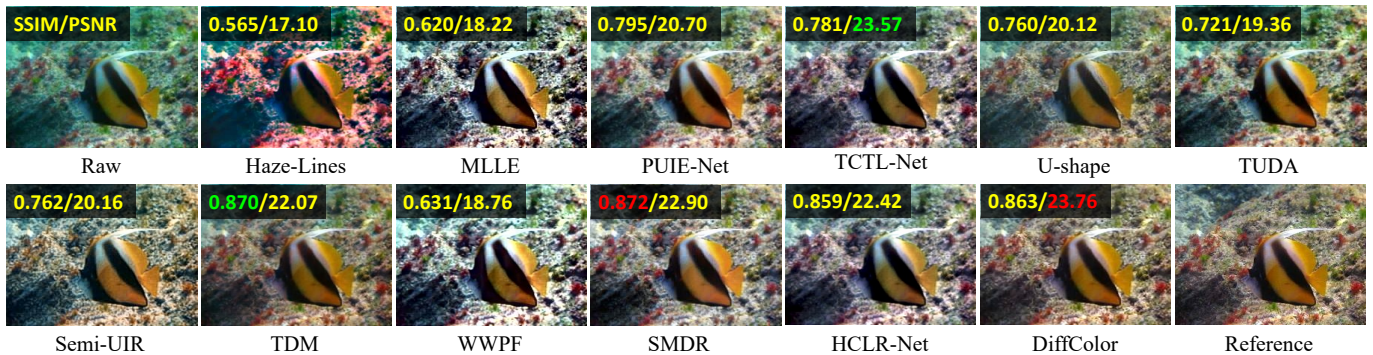 SSIM/PSNR 0.565/17.10 0.620/18.22 0.795/20.70 0.781/23.57 0.760/20.12 0.721/19.36
Raw Haze-Lines MLLE PUIE-Net TCTL-Net U-shape TUDA
0.762/20.16 0.870/22.07 0.631/18.76 0.872/22.90 0.859/22.42 0.863/23.76
Semi-UIR TDM WWPF SMDR HCLR-Net DiffColor Reference